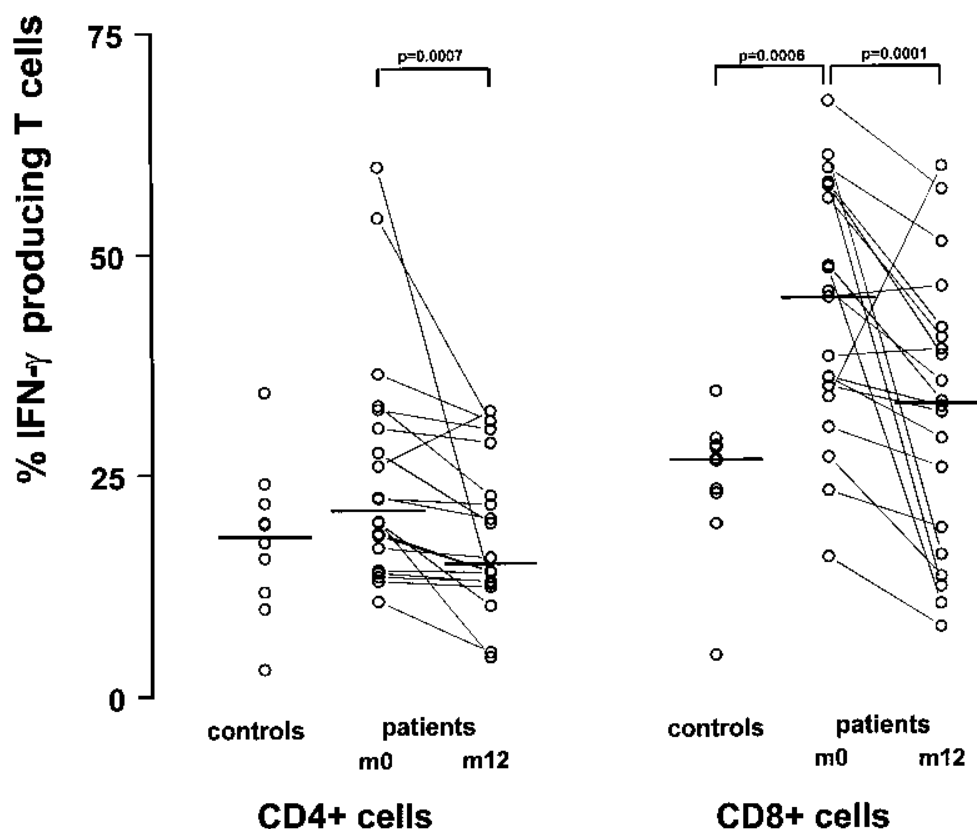 % IFN-γ producing T cells
75
50
25
0
p=0.0007
p=0.0006
p=0.0001
controls
patients
m0
m12
controls
patients
m0
m12
CD4+ cells
CD8+ cells